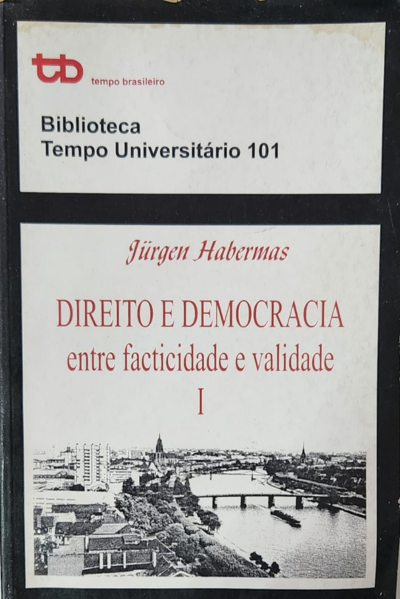 tb tempo brasileiro
Biblioteca
Tempo Universitário 101
Jürgen Habermas
DIREITO E DEMOCRACIA
entre facticidade e validade
I